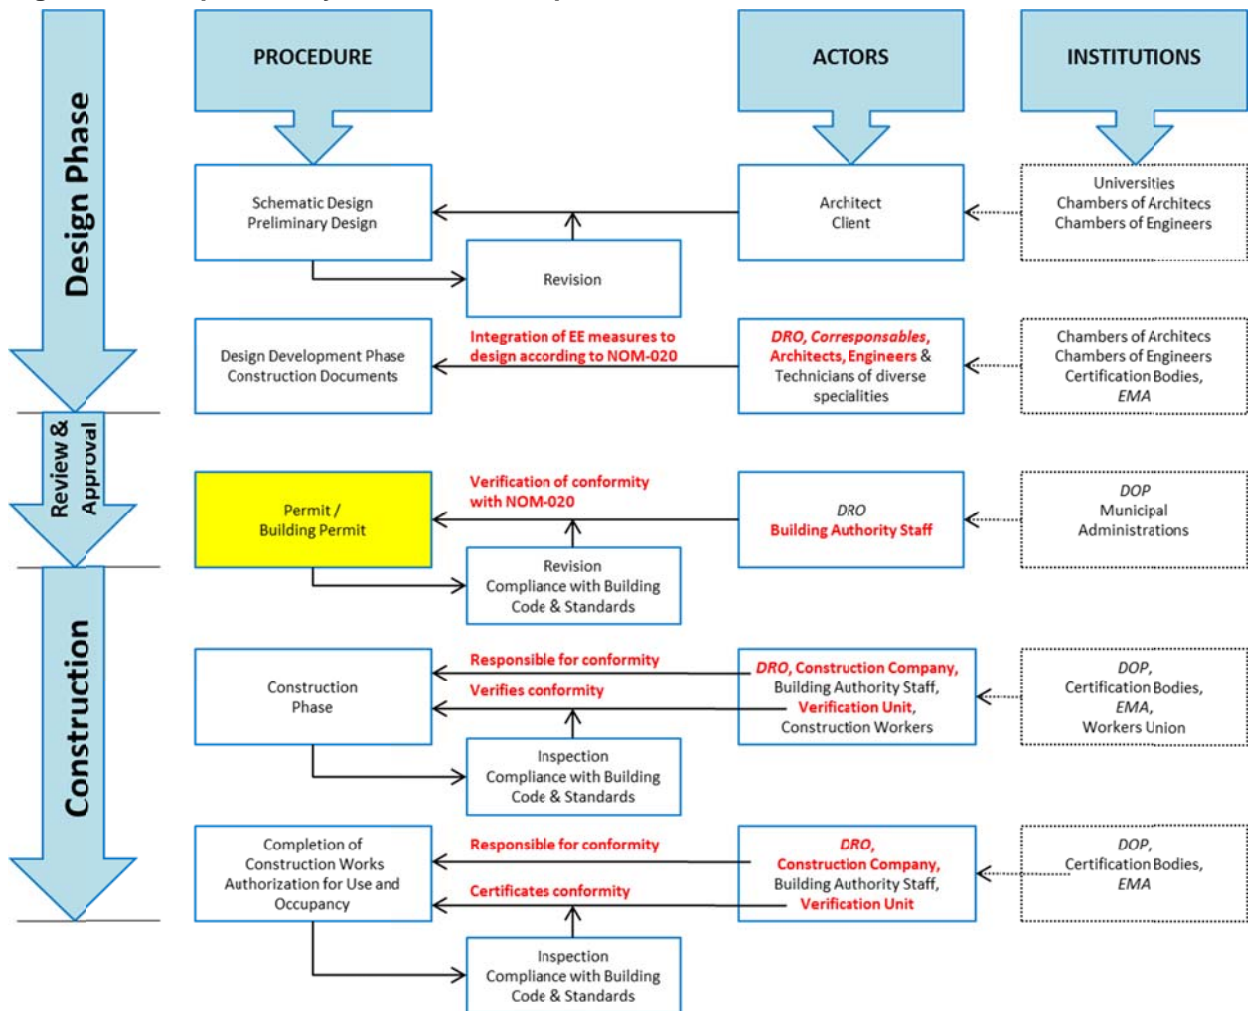 PROCEDURE
ACTORS
INSTITUTIONS
Design Phase
Schematic Design
Preliminary Design
Architect
Client
Universities
Chambers of Architecs
Chambers of Engineers
Revision
Design Development Phase
Construction Documents
Integration of EE measures to
design according to NOM-020
DRO, Corresponsables,
Architects, Engineers &
Technicians of diverse
specialities
Chambers of Architecs
Chambers of Engineers
Certification Bodies,
EMA
Review &
Approval
Permit /
Building Permit
Verification of conformity
with NOM-020
DRO
Building Authority Staff
DOP
Municipal
Administrations
Revision
Compliance with Building
Code & Standards
Construction
Construction
Phase
Responsible for conformity
Verifies conformity
DRO, Construction Company,
Building Authority Staff,
Verification Unit,
Construction Workers
DOP,
Certification Bodies,
EMA,
Workers Union
Inspection
Compliance with Building
Code & Standards
Completion of
Construction Works
Authorization for Use and
Occupancy
Responsible for conformity
Certificates conformity
DRO,
Construction Company,
Building Authority Staff,
Verification Unit
DOP,
Certification Bodies,
EMA
Inspection
Compliance with Building
Code & Standards